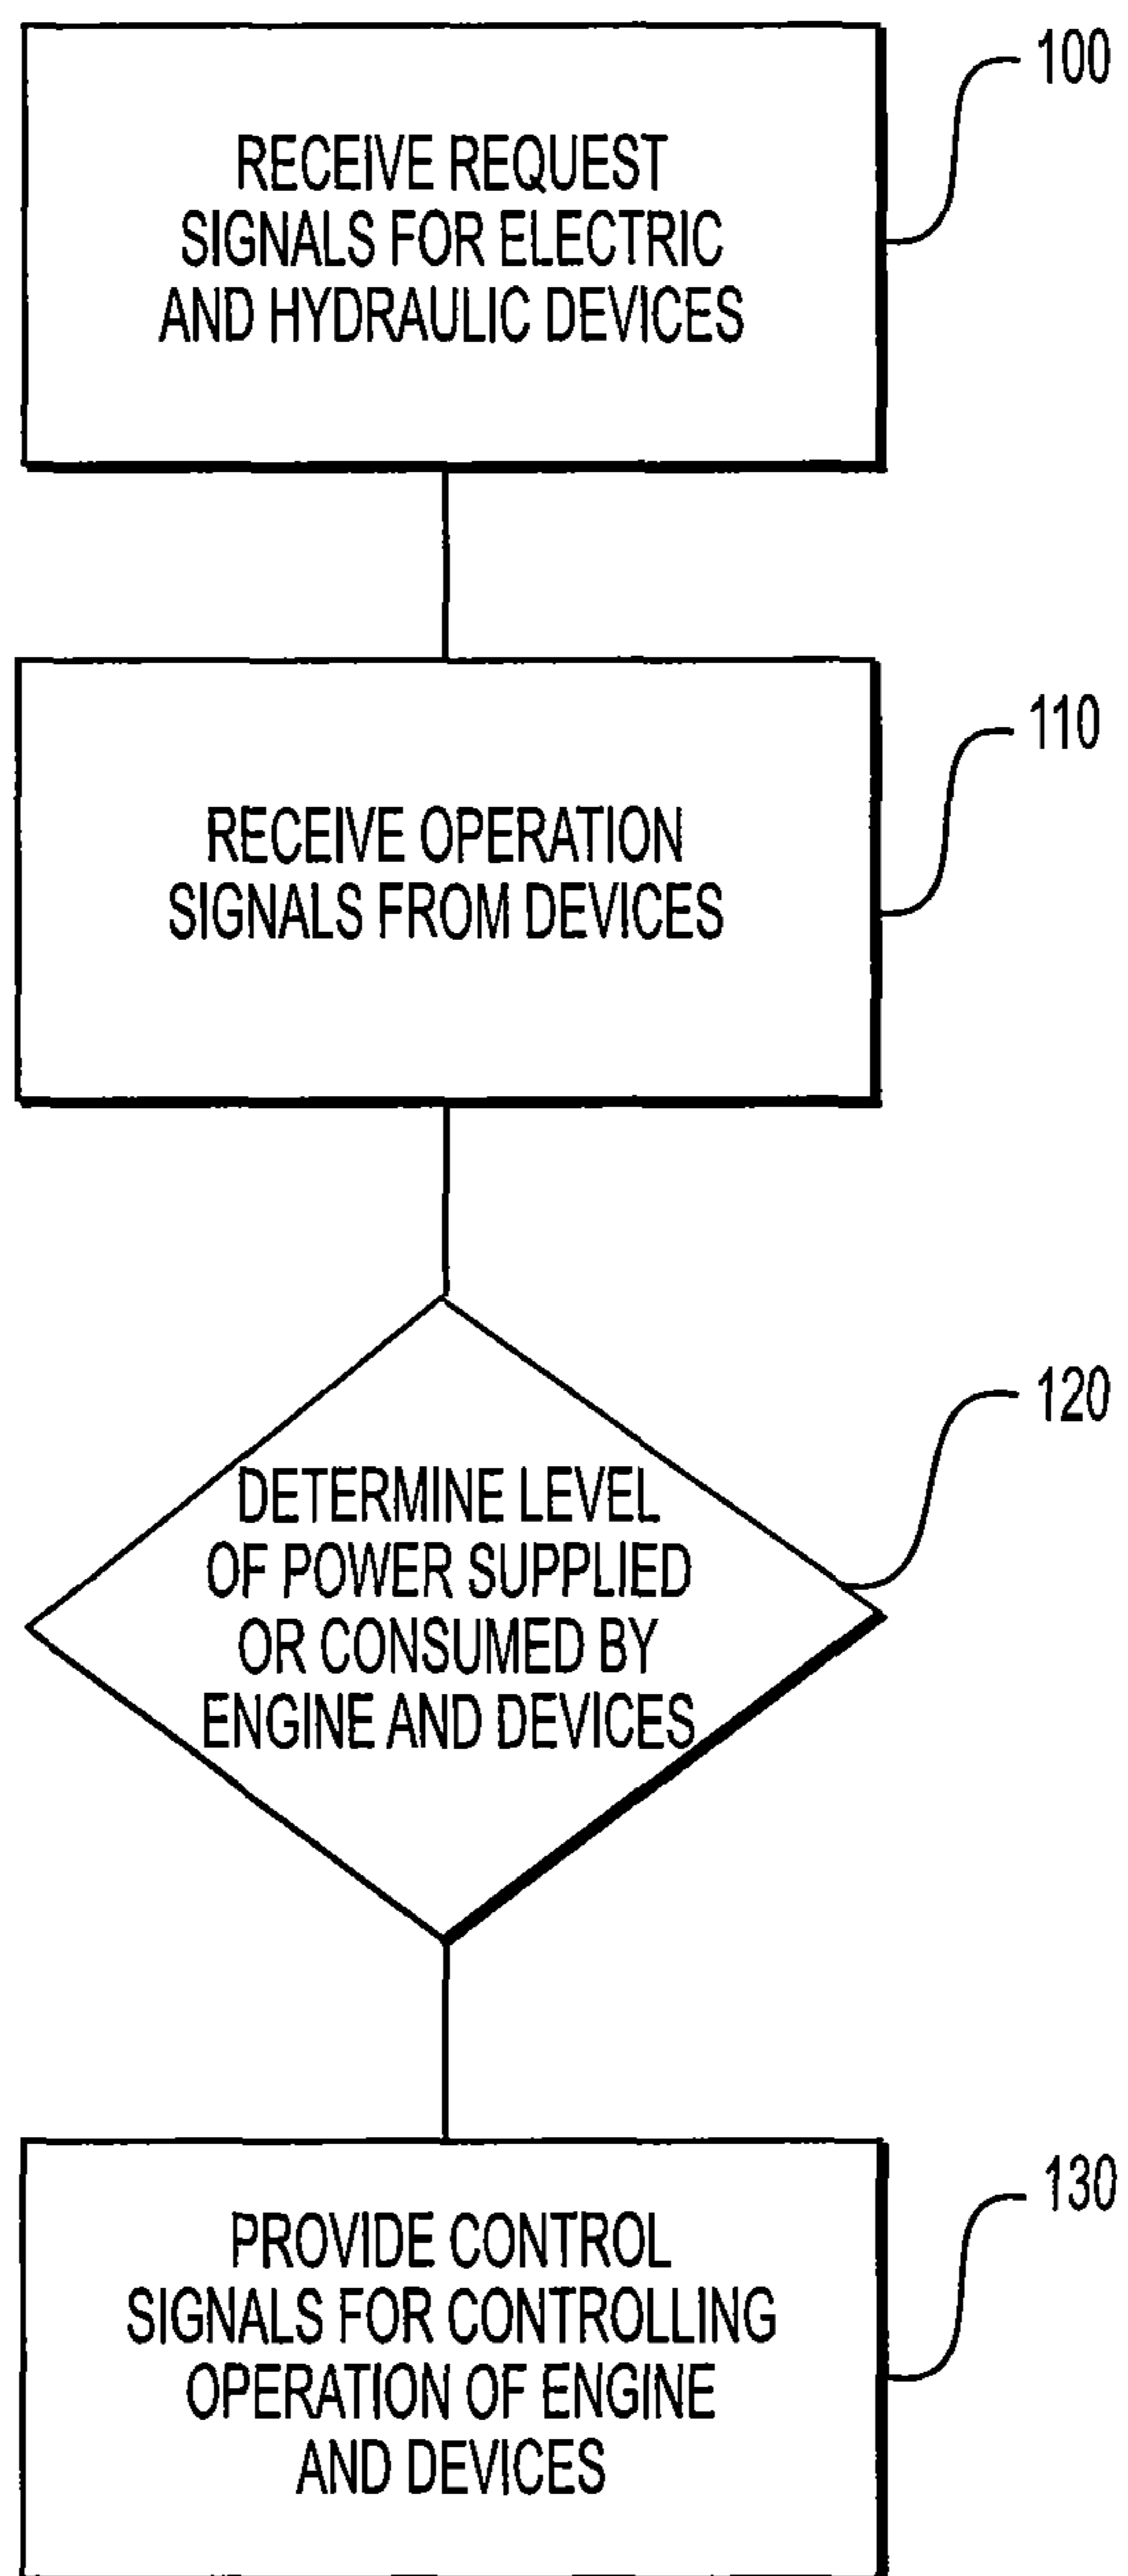 100
RECEIVE REQUEST
SIGNALS FOR ELECTRIC
AND HYDRAULIC DEVICES
110
RECEIVE OPERATION
SIGNALS FROM DEVICES
120
DETERMINE LEVEL
OF POWER SUPPLIED
OR CONSUMED BY
ENGINE AND DEVICES
130
PROVIDE CONTROL
SIGNALS FOR CONTROLLING
OPERATION OF ENGINE
AND DEVICES